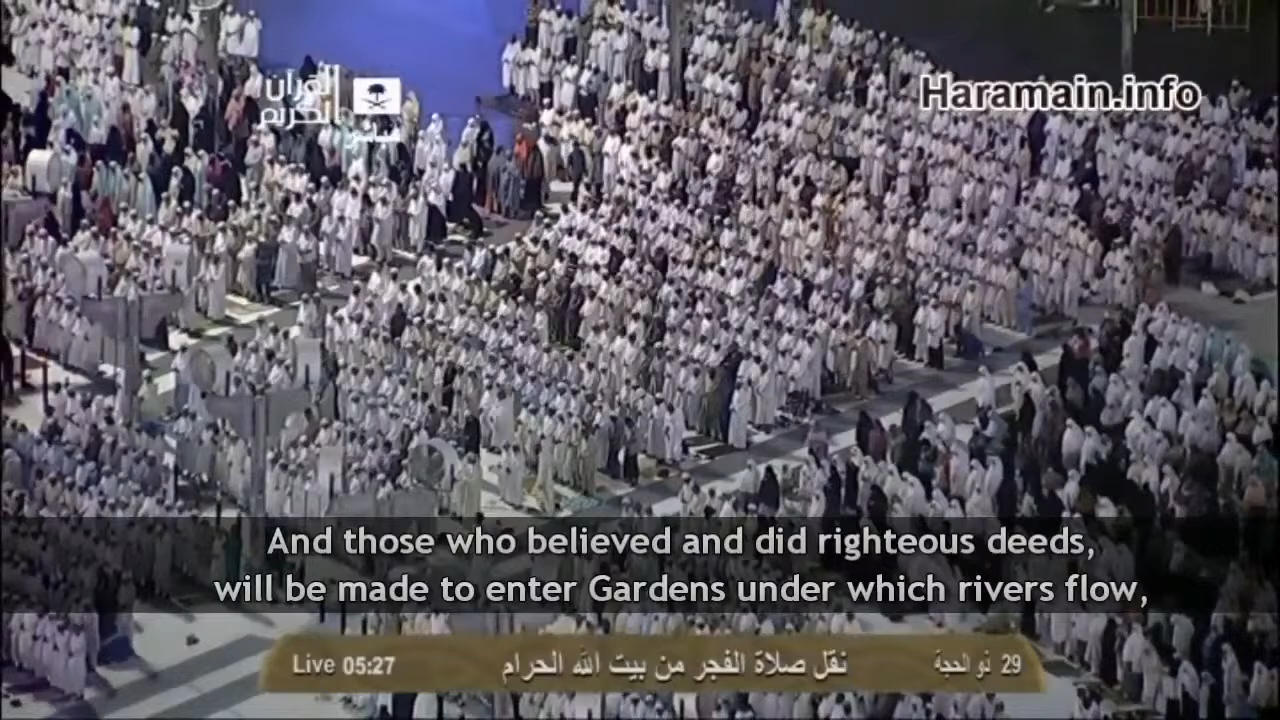 القرآن
الكريم
مباشر
Haramain.info
And those who believed and did righteous deeds,
will be made to enter Gardens under which rivers flow,
Live 05:27
نقل صلاة الفجر من بيت الله الحرام
29 ذو الحجة